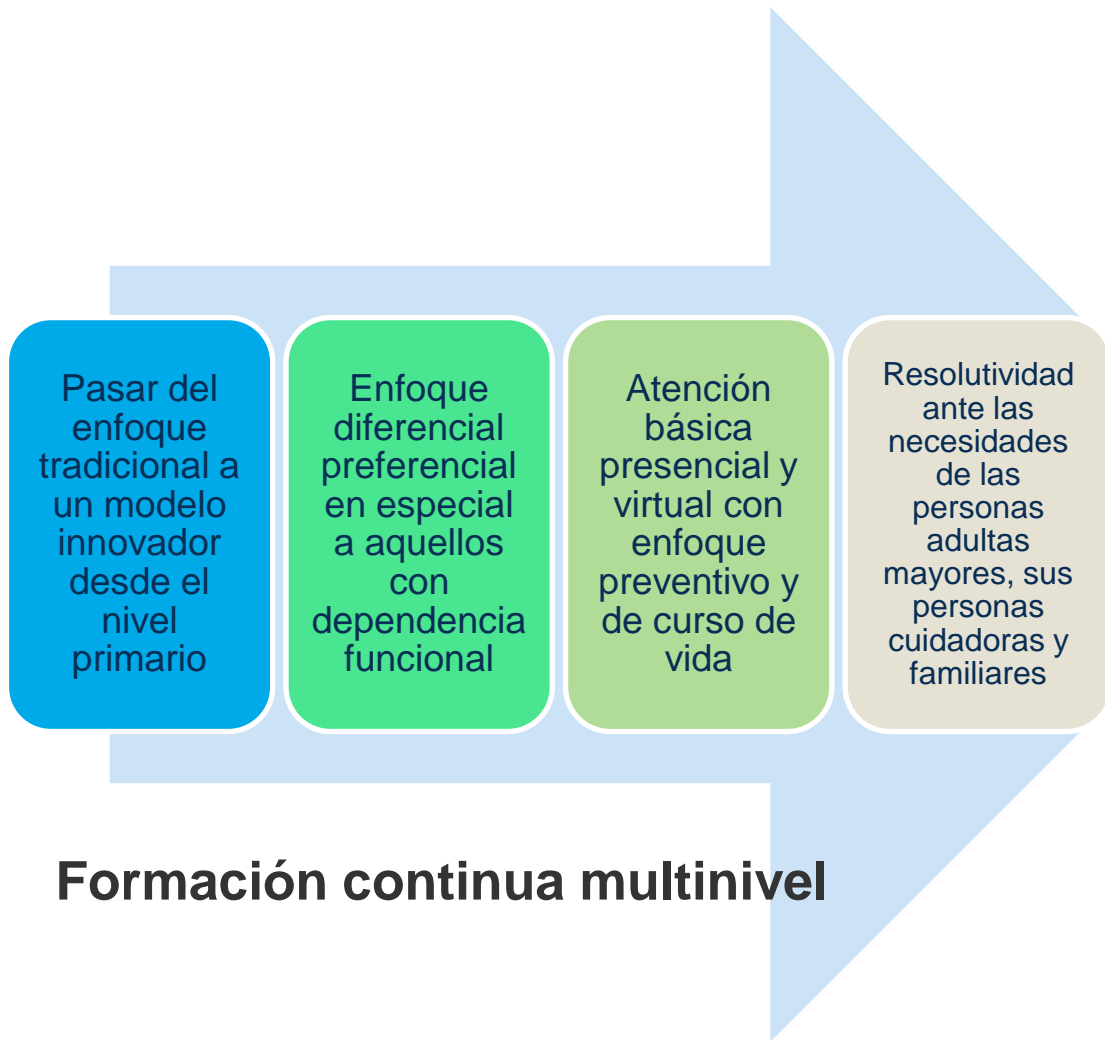 Pasar del
enfoque
tradicional a
un modelo
innovador
desde el
nivel
primario
Enfoque
diferencial
preferencial
en especial
a aquellos
con
dependencia
funcional
Atención
básica
presencial y
virtual con
enfoque
preventivo y
de curso de
vida
Resolutividad
ante las
necesidades
de las
personas
adultas
mayores, sus
personas
cuidadoras y
familiares
Formación continua multinivel